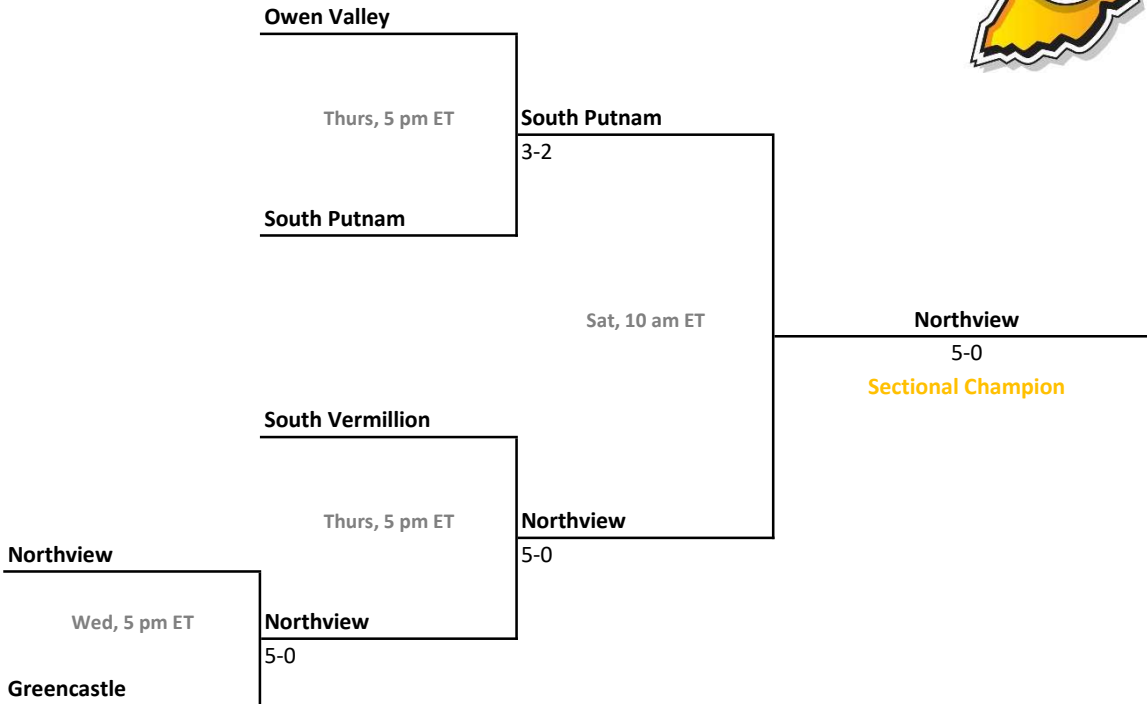 Owen Valley
Thurs, 5 pm ET
South Putnam
3-2
South Putnam
Sat, 10 am ET
Northview
5-0
Sectional Champion
South Vermillion
Thurs, 5 pm ET
Northview
5-0
Northview
Wed, 5 pm ET
Northview
5-0
Greencastle